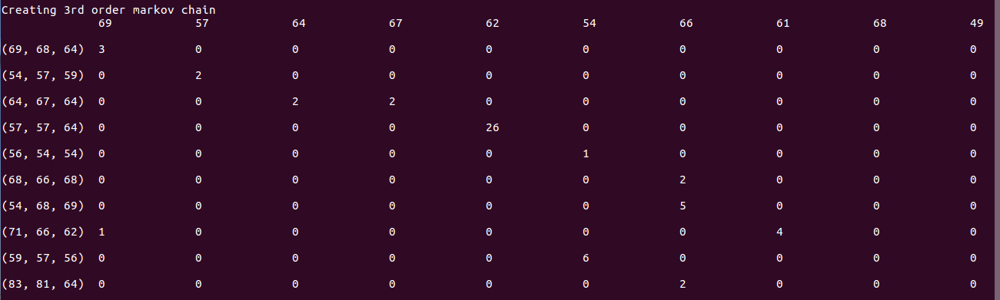 Creating 3rd order markov chain
69 57 64 67 62 54 66 61 68 49
(69, 68, 64) 3 0 0 0 0 0 0 0 0 0
(54, 57, 59) 0 2 0 0 0 0 0 0 0 0
(64, 67, 64) 0 0 2 2 0 0 0 0 0 0
(57, 57, 64) 0 0 0 0 26 0 0 0 0 0
(56, 54, 54) 0 0 0 0 0 1 0 0 0 0
(68, 66, 68) 0 0 0 0 0 0 2 0 0 0
(54, 68, 69) 0 0 0 0 0 0 5 0 0 0
(71, 66, 62) 1 0 0 0 0 0 0 4 0 0
(59, 57, 56) 0 0 0 0 0 6 0 0 0 0
(83, 81, 64) 0 0 0 0 0 0 2 0 0 0